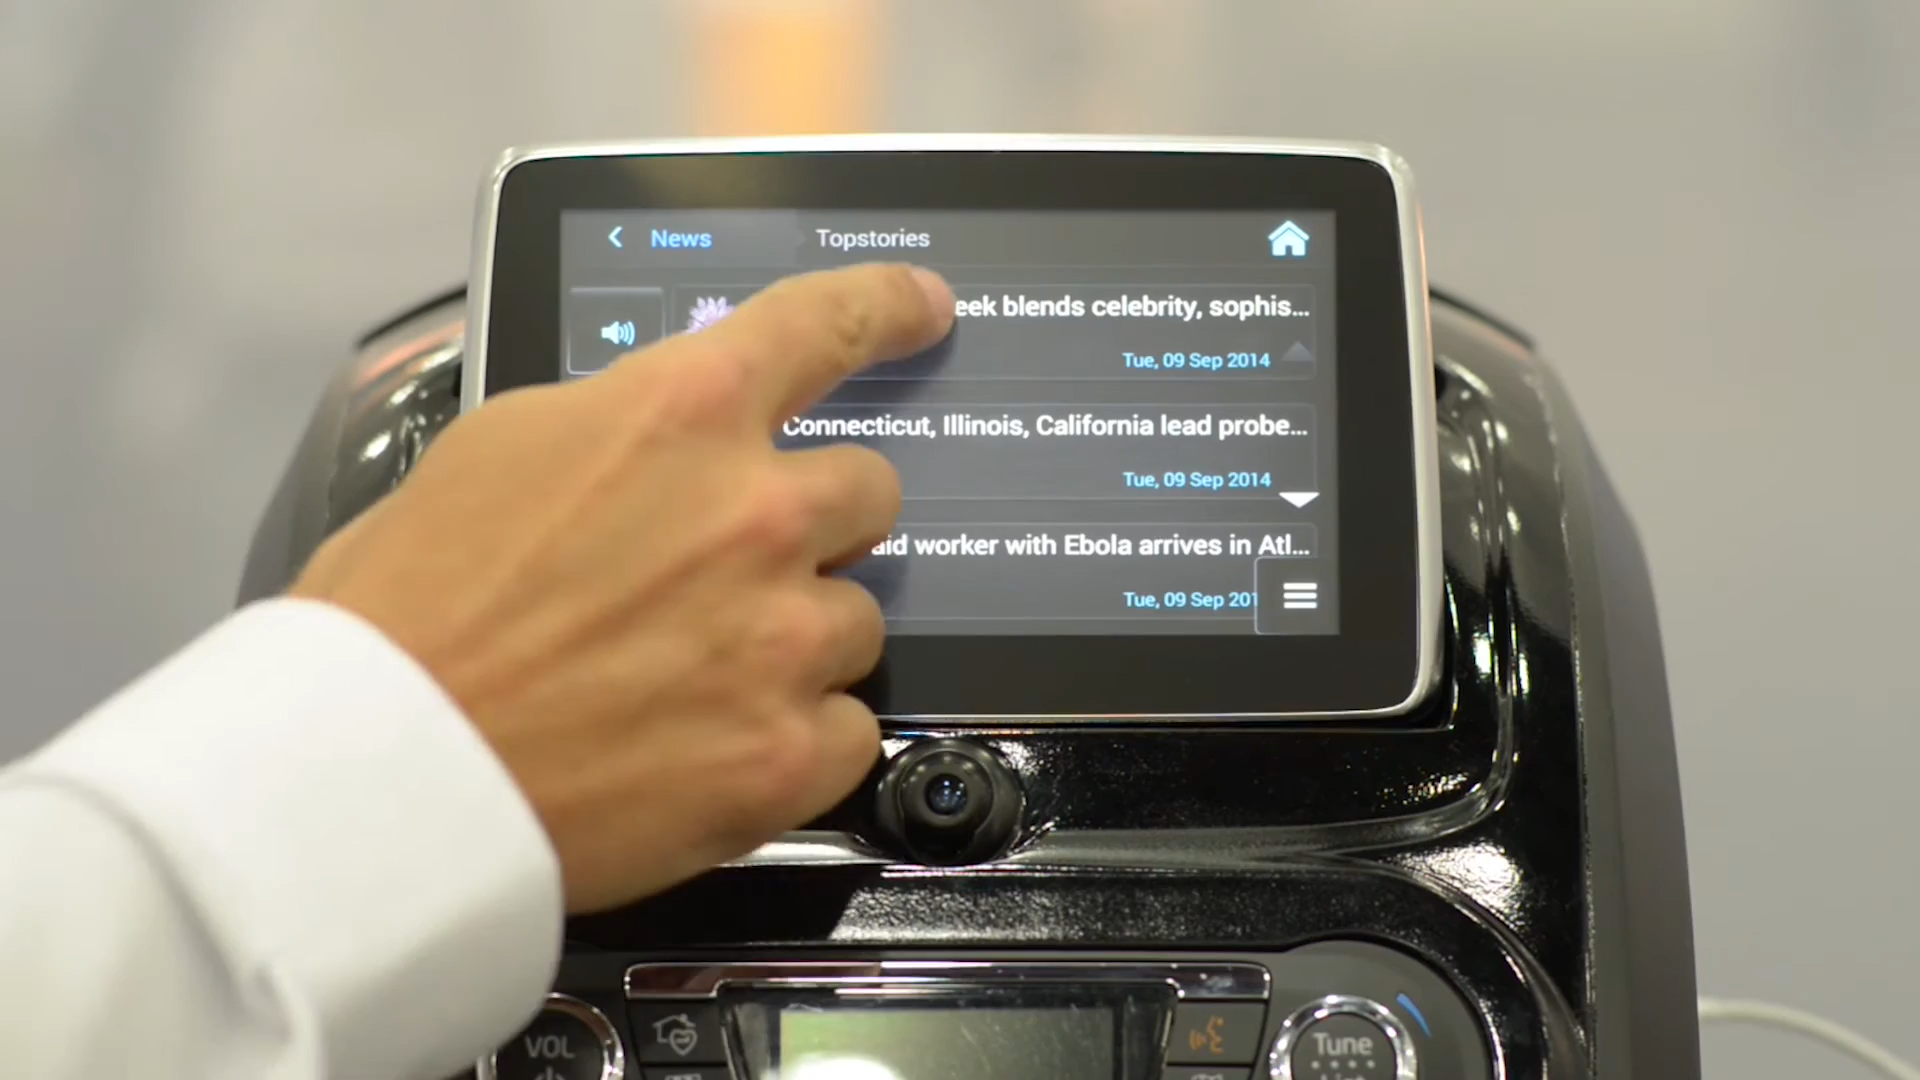 News Topstories
blends celebrity, sophis...
Tue, 09 Sep 2014
Connecticut, Illinois, California lead probe...
Tue, 09 Sep 2014
aid worker with Ebola arrives in Atl...
Tue, 09 Sep 201
VOL
Tune